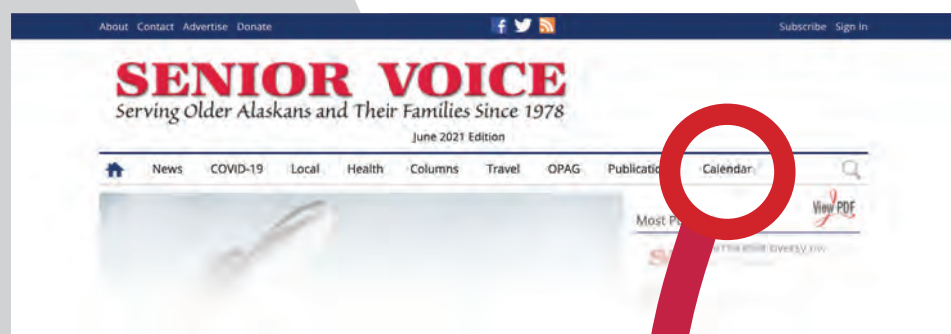 About Contact Advertise Donate
Subscribe Sign In
SENIOR VOICE
Serving Older Alaskans and Their Families Since 1978
June 2021 Edition
News COVID-19 Local Health Columns Travel OPAG Calendar
View PDF
Most